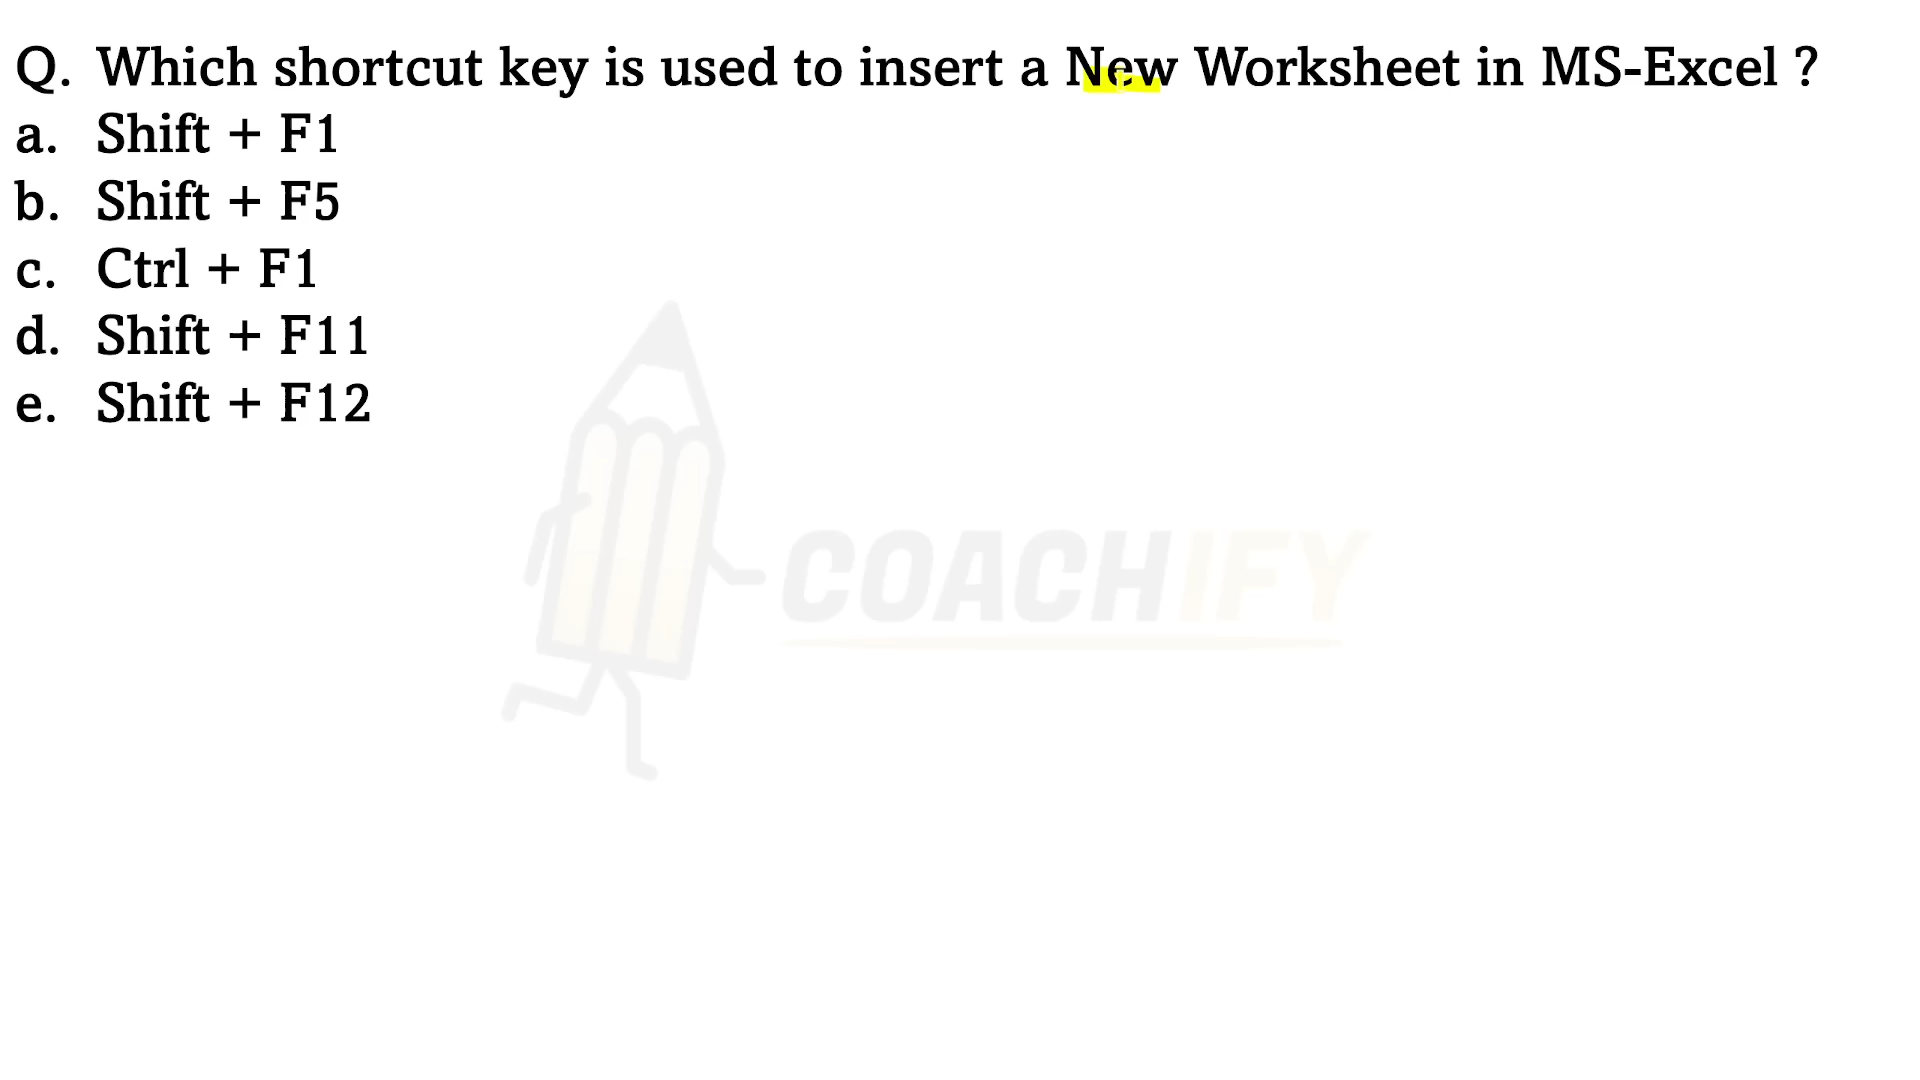 Q. Which shortcut key is used to insert a New Worksheet in MS-Excel ?
a. Shift + F1
b. Shift + F5
c. Ctrl + F1
d. Shift + F11
e. Shift + F12
COACHIFY